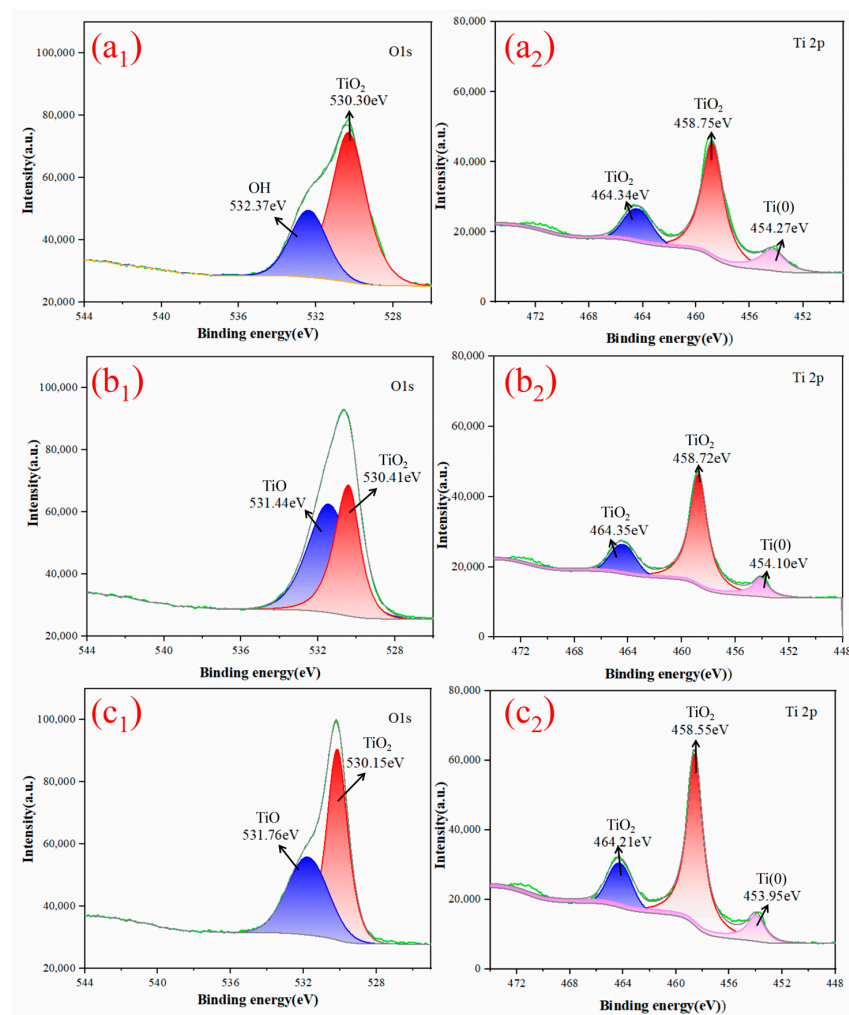 (a₁)
O1s
TiO₂
530.30eV
OH
532.37eV
100,000
80,000
60,000
40,000
20,000
Intensity(a.u.)
544
540
536
532
528
Binding energy(eV)
(a₂)
Ti 2p
TiO₂
458.75eV
TiO₂
464.34eV
Ti(0)
454.27eV
80,000
60,000
40,000
20,000
0
Intensity(a.u.)
472
468
464
460
456
452
Binding energy(eV))
(b₁)
O1s
TiO
531.44eV
TiO₂
530.41eV
100,000
80,000
60,000
40,000
20,000
Intensity(a.u.)
544
540
536
532
528
Binding energy(eV)
(b₂)
Ti 2p
TiO₂
458.72eV
TiO₂
464.35eV
Ti(0)
454.10eV
80,000
60,000
40,000
20,000
0
Intensity(a.u.)
472
468
464
460
456
452
448
Binding energy(eV))
(c₁)
O1s
TiO₂
530.15eV
TiO
531.76eV
100,000
80,000
60,000
40,000
20,000
Intensity(a.u.)
544
540
536
532
528
Binding energy(eV)
(c₂)
Ti 2p
TiO₂
458.55eV
TiO₂
464.21eV
Ti(0)
453.95eV
80,000
60,000
40,000
20,000
0
Intensity(a.u.)
472
468
464
460
456
452
448
Binding energy(eV))